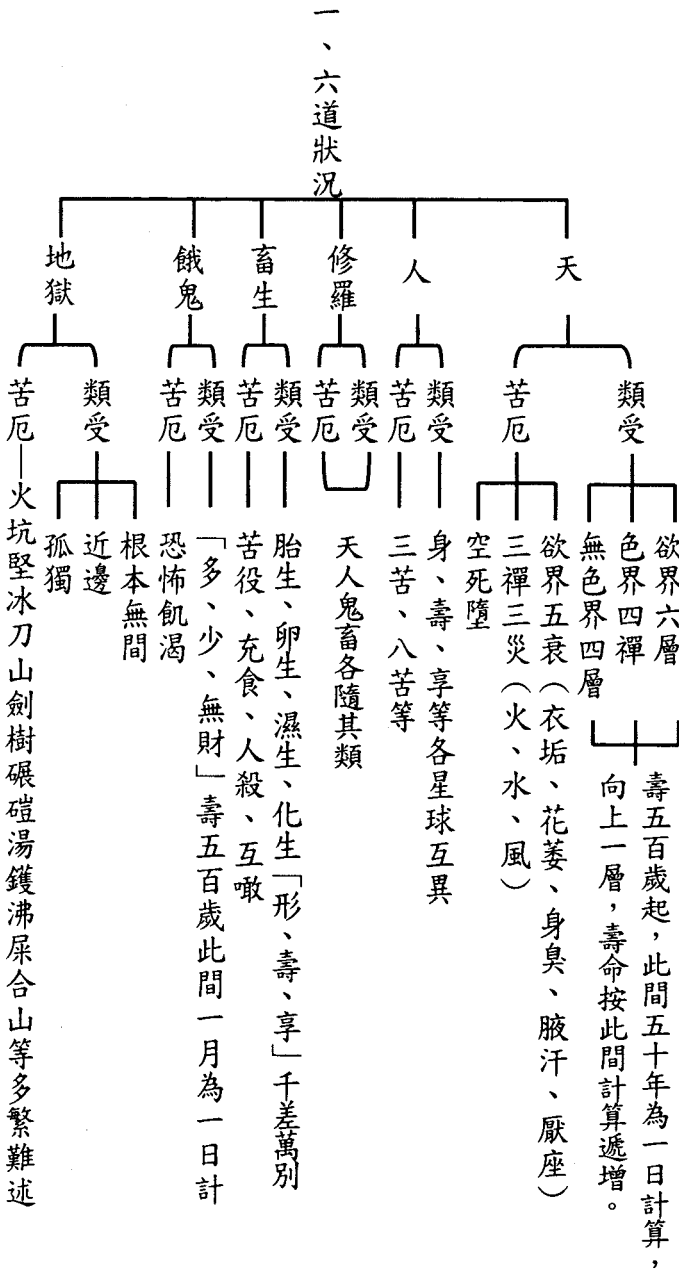 一、六道狀況
天
類受
欲界六層
色界四禪
無色界四層
壽五百歲起，此間五十年為一日計算，
向上一層，壽命按此間計算遞增。
苦厄
欲界五衰（衣垢、花萎、身臭、腋汗、厭座）
三禪三災（火、水、風）
空死墮
人
類受
身、壽、享等各星球互異
苦厄
三苦、八苦等
修羅
類受
苦厄
天人鬼畜各隨其類
畜生
類受
胎生、卵生、濕生、化生「形、壽、享」千差萬別
苦厄
苦役、充食、人殺、互噉
餓鬼
類受
「多、少、無財」壽五百歲此間一月為一日計
苦厄
恐怖飢渴
地獄
類受
根本無間
近邊
孤獨
苦厄—火坑堅冰刀山劍樹碾磑湯鑊沸屎合山等多繁難述